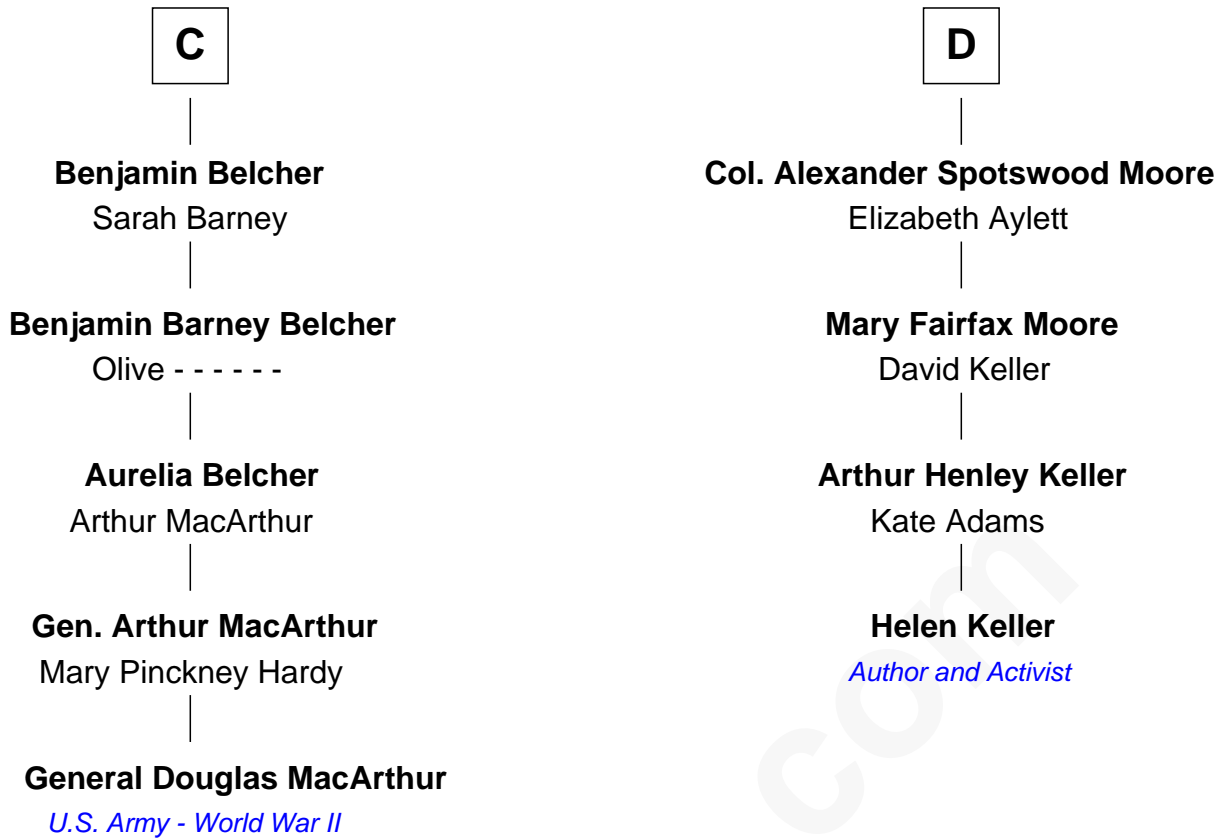 C
Benjamin Belcher
Sarah Barney
Benjamin Barney Belcher
Olive - - - - - -
Aurelia Belcher
Arthur MacArthur
Gen. Arthur MacArthur
Mary Pinckney Hardy
General Douglas MacArthur
U.S. Army - World War II
D
Col. Alexander Spotswood Moore
Elizabeth Aylett
Mary Fairfax Moore
David Keller
Arthur Henley Keller
Kate Adams
Helen Keller
Author and Activist
com